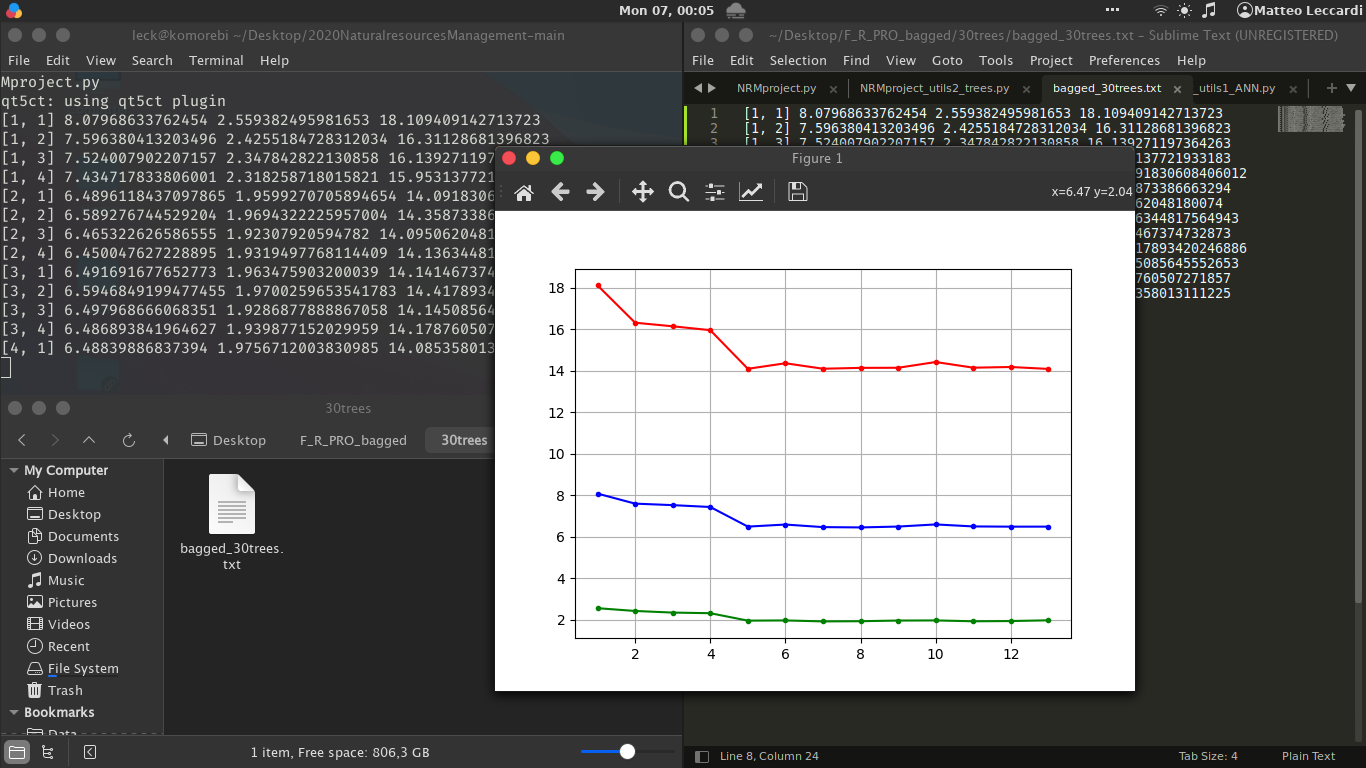 Mon 07, 00:05
Matteo Leccardi
leck@komorebi ~/Desktop/2020NaturalresourcesManagement-main
File Edit View Search Terminal Help
Mproject.py
qt5ct: using qt5ct plugin
[1, 1] 8.07968633762454 2.559382495981653 18.109409142713723
[1, 2] 7.596380413203496 2.4255184728312034 16.311286813968823
[1, 3] 7.524007902207157 2.347842822130858 16.139271197
[1, 4] 7.434717833806001 2.318258718015821 15.953137721
[2, 1] 6.4896118437097865 1.9599270705894654 14.0918306
[2, 2] 6.589276744529204 1.9694322225957004 14.35873386
[2, 3] 6.465322626586555 1.92307920594782 14.0950620481
[2, 4] 6.450047627228895 1.9319497768114409 14.13634481
[3, 1] 6.491691677652773 1.963475903200039 14.141467374
[3, 2] 6.5946849199477455 1.9700259653541783 14.4178934
[3, 3] 6.497968666068351 1.9286877888867058 14.14508564
[3, 4] 6.486893841964627 1.939877152029959 14.178760507
[4, 1] 6.48839886837394 1.9756712003830985 14.085358013
~/Desktop/F_R_PRO_bagged/30trees/bagged_30trees.txt - Sublime Text (UNREGISTERED)
File Edit Selection Find View Goto Tools Project Preferences Help
NRMproject.py NRMproject_utils2_trees.py bagged_30trees.txt _utils1_ANN.py
1 [1, 1] 8.07968633762454 2.559382495981653 18.109409142713723
2 [1, 2] 7.596380413203496 2.4255184728312034 16.31128681396823
3 [1, 3] 7.524007902207157 2.347842822130858 16.139271197364263
137721933183
91830608406012
873386663294
62048180074
6344817564943
467374732873
17893420246886
5085645552653
760507271857
358013111225
Line 8, Column 24
Tab Size: 4
Plain Text
Figure 1
x=6.47 y=2.04
18
16
14
12
10
8
6
4
2
2 4 6 8 10 12
30trees
Desktop F_R_PRO_bagged 30trees
My Computer
Home
Desktop
Documents
Downloads
Music
Pictures
Videos
Recent
File System
Trash
Bookmarks
Data
bagged_30trees.
txt
1 item, Free space: 806,3 GB